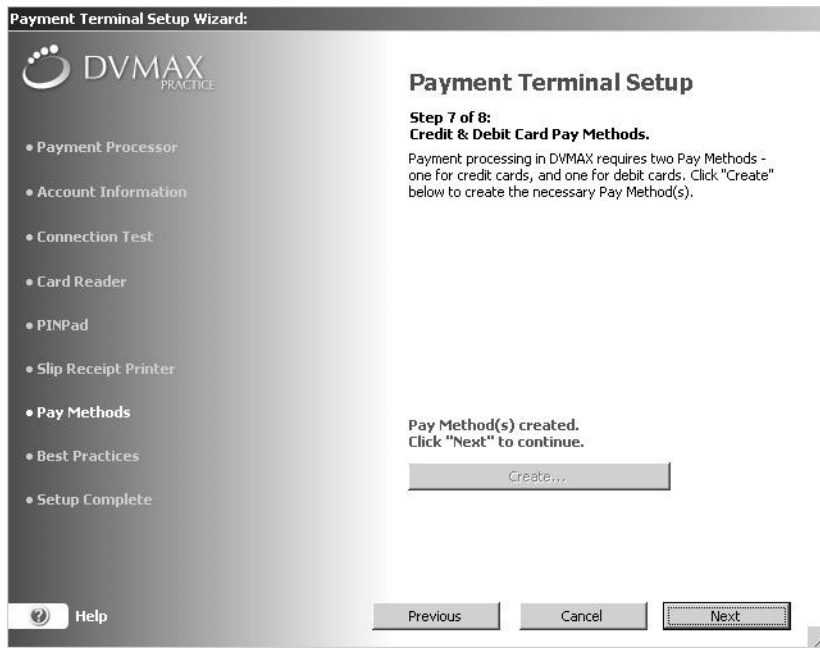 Payment Terminal Setup Wizard:
DVMAX
PRACTICE
• Payment Processor
• Account Information
• Connection Test
• Card Reader
• PINPad
• Slip Receipt Printer
• Pay Methods
• Best Practices
• Setup Complete
Payment Terminal Setup
Step 7 of 8:
Credit & Debit Card Pay Methods.
Payment processing in DVMAX requires two Pay Methods -
one for credit cards, and one for debit cards. Click "Create"
below to create the necessary Pay Method(s).
Pay Method(s) created.
Click "Next" to continue.
Create...
? Help
Previous
Cancel
Next